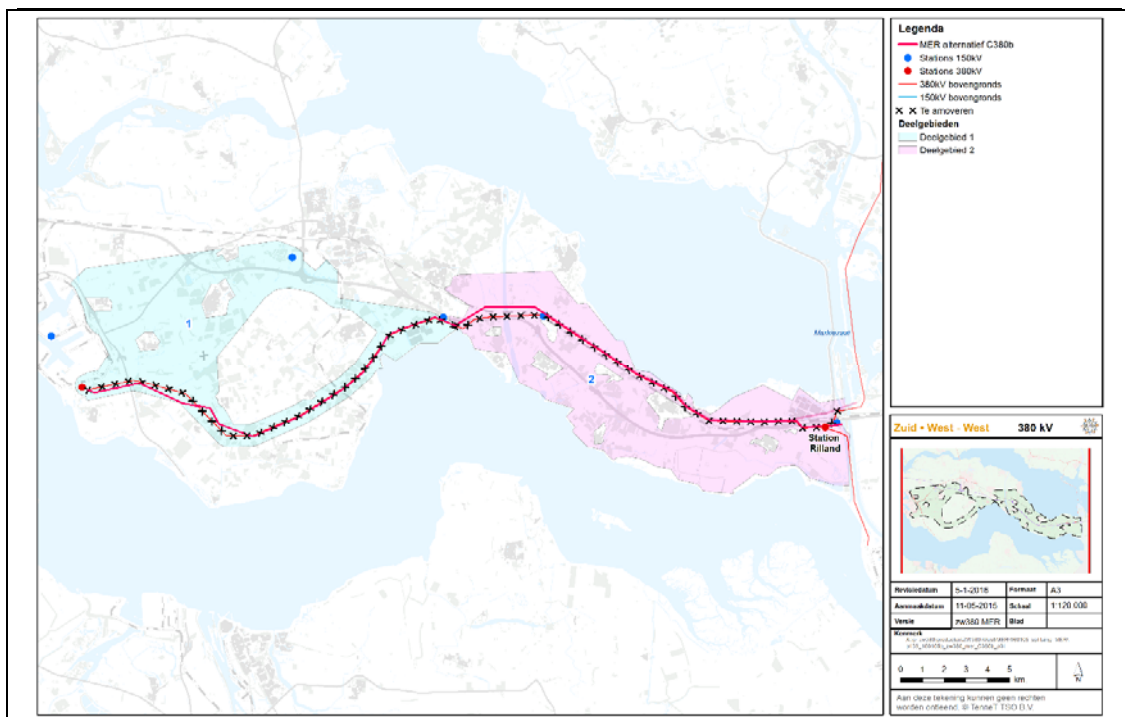 Legenda
MER alternatief C380b
Stations 150kV
Stations 380kV
380kV bovengronds
150kV bovengronds
Te amoveren
Deelgebieden
Deelgebied 1
Deelgebied 2
1
2
Station
Rilland
Zuid • West - West 380 kV
Revisiedatum 5-1-2016 Formaat A3
Aanmaakdatum 11-05-2015 Schaal 1:120.000
Versie zw380 MER Blad
Kenmerk
0 1 2 3 4 5
km
N
Aan deze tekening kunnen geen rechten
worden ontleend. © TenneT TSO B.V.